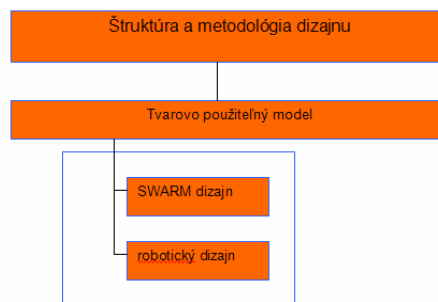 Štruktúra a metodológia dizajnu
Tvarovo použiteľný model
SWARM dizajn
robotický dizajn